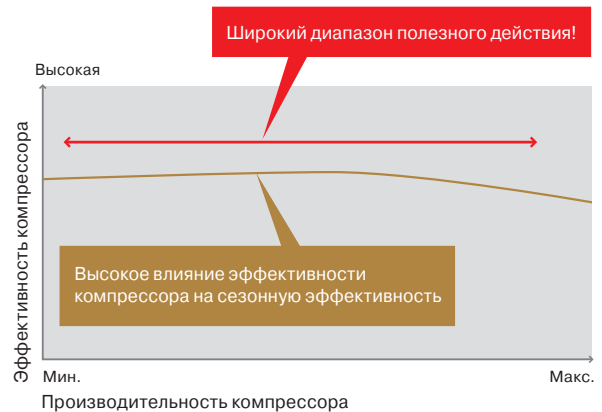 Широкий диапазон полезного действия!
Высокая
Эффективность компрессора
Высокое влияние эффективности
компрессора на сезонную эффективность
Мин.
Макс.
Производительность компрессора